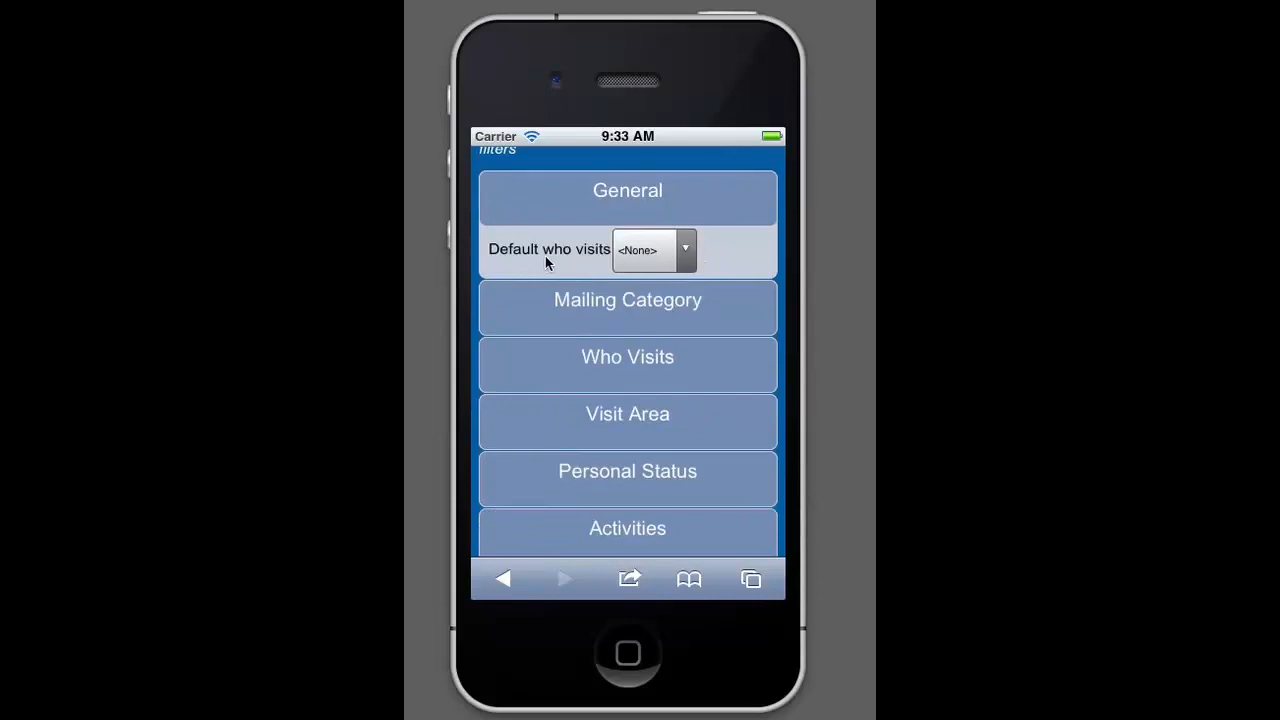 Carrier 9:33 AM
filters
General
Default who visits <None>
Mailing Category
Who Visits
Visit Area
Personal Status
Activities